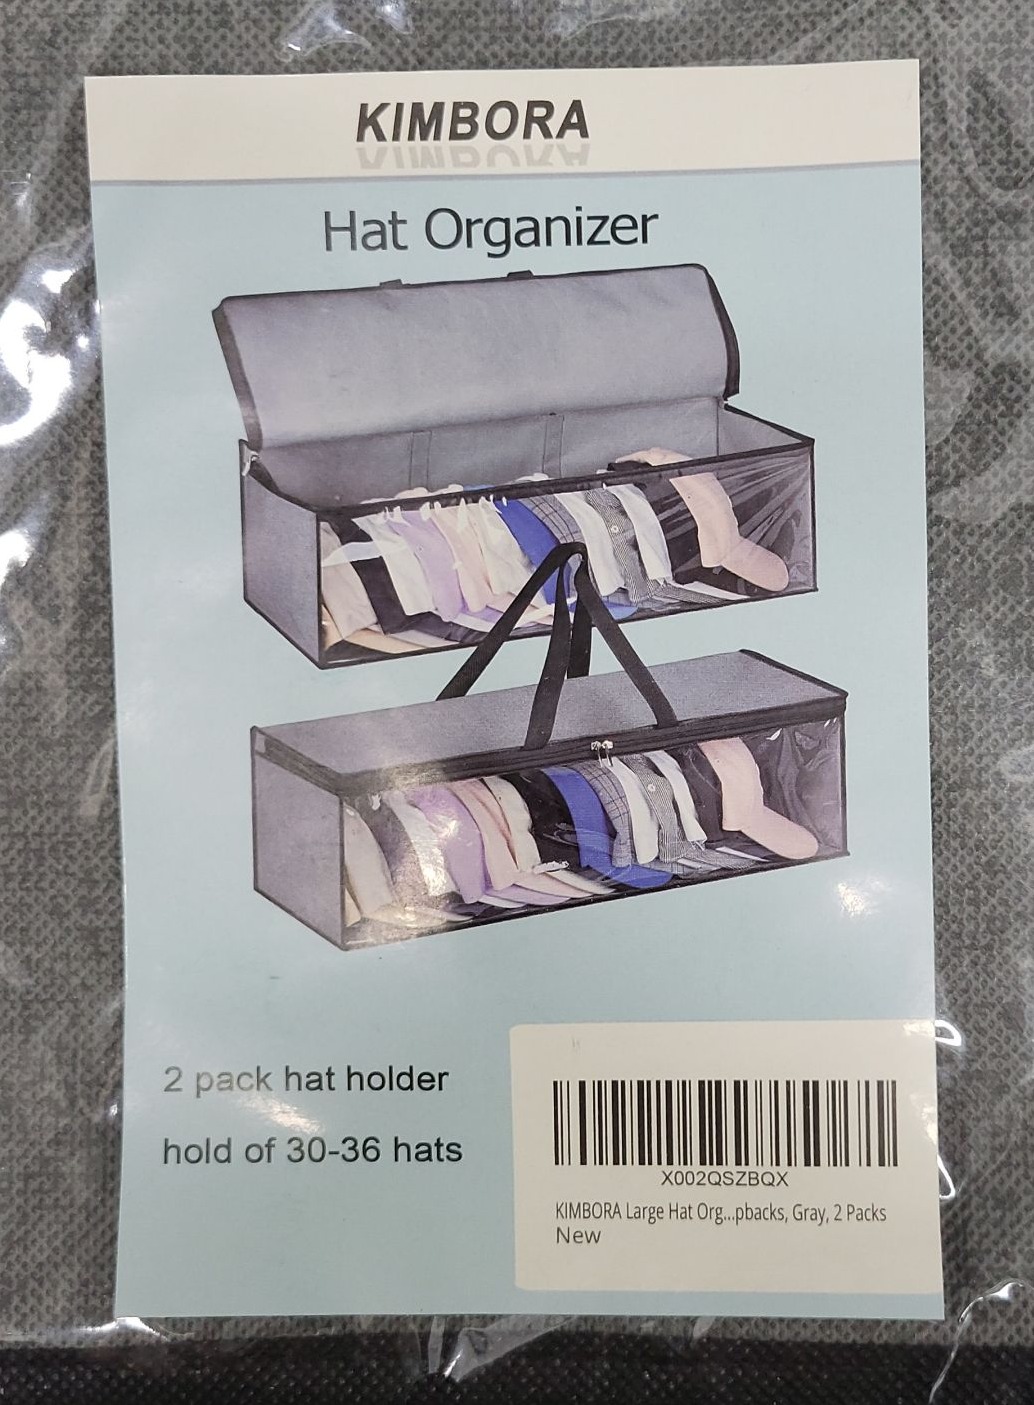 KIMBORA
Hat Organizer
2 pack hat holder
hold of 30-36 hats
X002QSZBQX
KIMBORA Large Hat Org...pbacks, Gray, 2 Packs
New